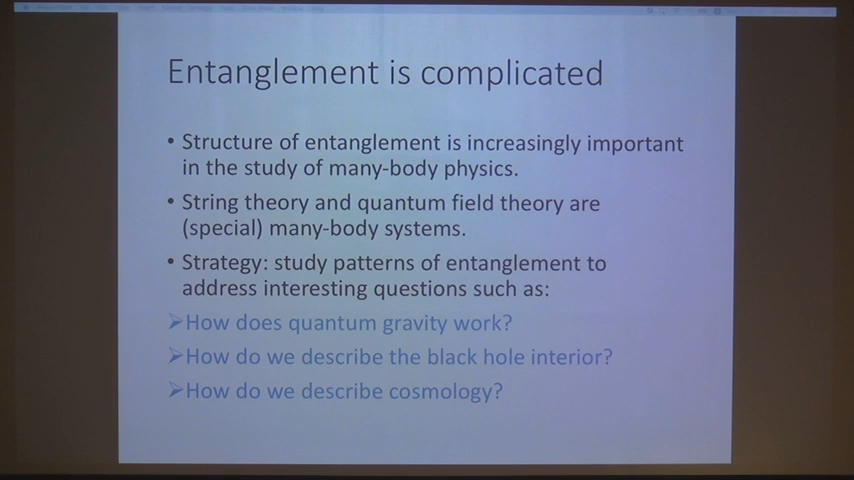 Entanglement is complicated
• Structure of entanglement is increasingly important
in the study of many-body physics.
• String theory and quantum field theory are
(special) many-body systems.
• Strategy: study patterns of entanglement to
address interesting questions such as:
➢How does quantum gravity work?
➢How do we describe the black hole interior?
➢How do we describe cosmology?